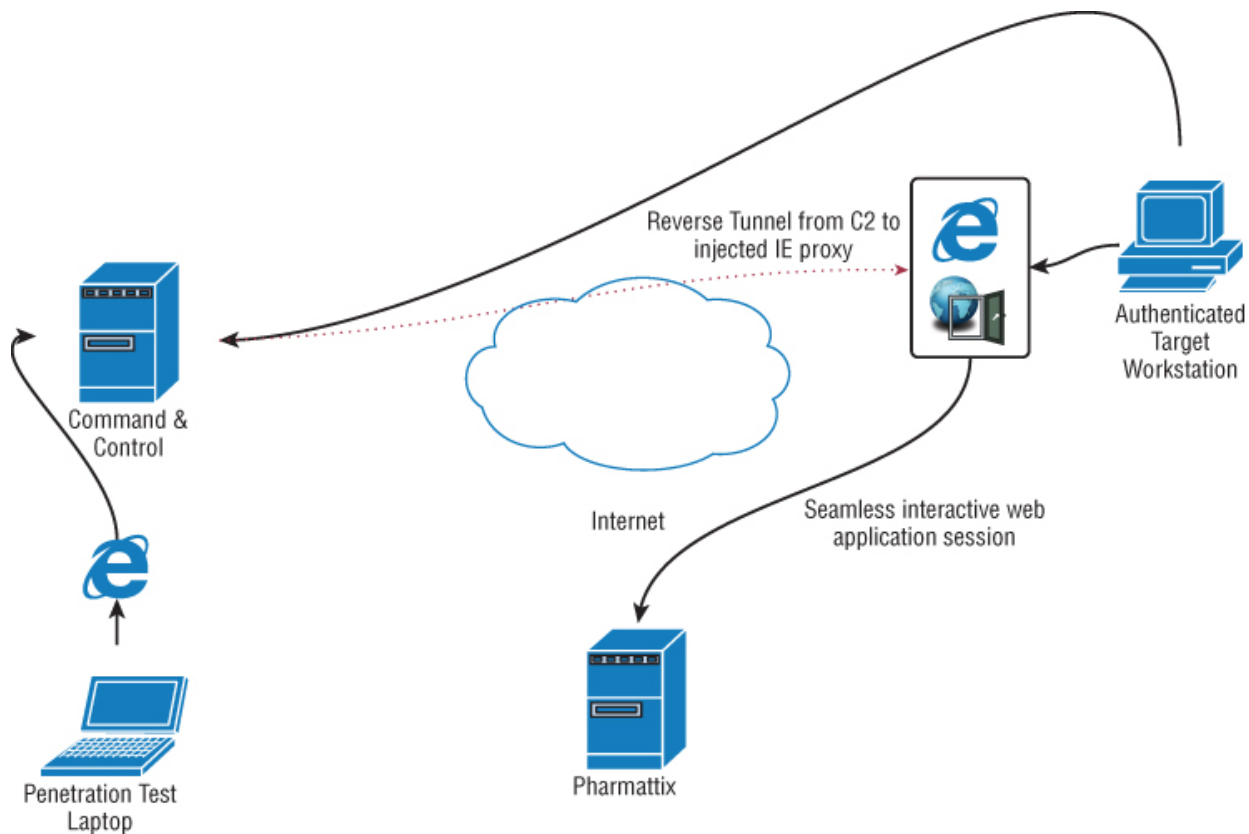 Reverse Tunnel from C2 to
injected IE proxy
Authenticated
Target
Workstation
Command &
Control
Internet
Seamless interactive web
application session
Pharmattix
Penetration Test
Laptop